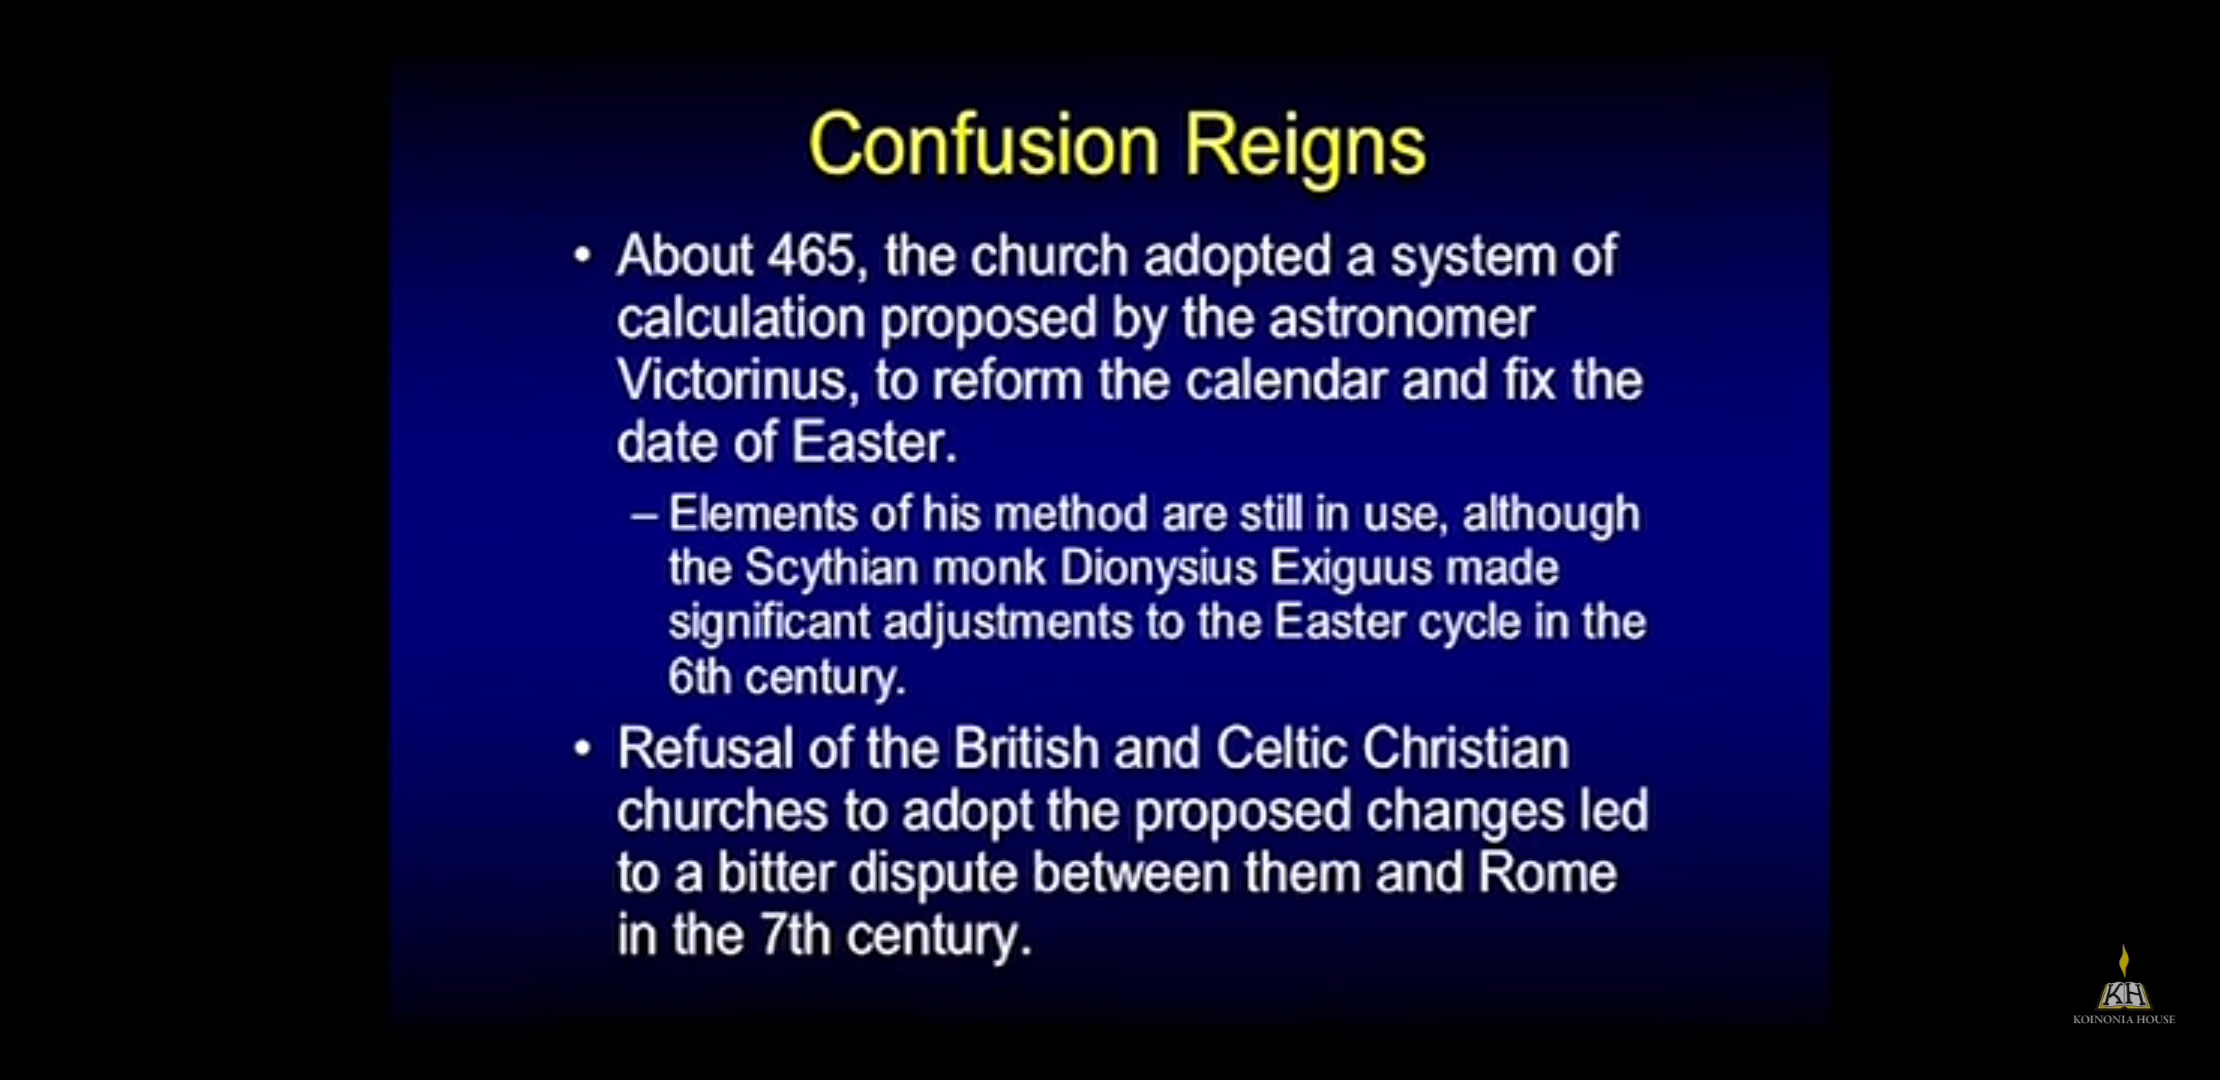 Confusion Reigns
• About 465, the church adopted a system of
calculation proposed by the astronomer
Victorinus, to reform the calendar and fix the
date of Easter.
– Elements of his method are still in use, although
the Scythian monk Dionysius Exiguus made
significant adjustments to the Easter cycle in the
6th century.
• Refusal of the British and Celtic Christian
churches to adopt the proposed changes led
to a bitter dispute between them and Rome
in the 7th century.
KH
KOINONIA HOUSE